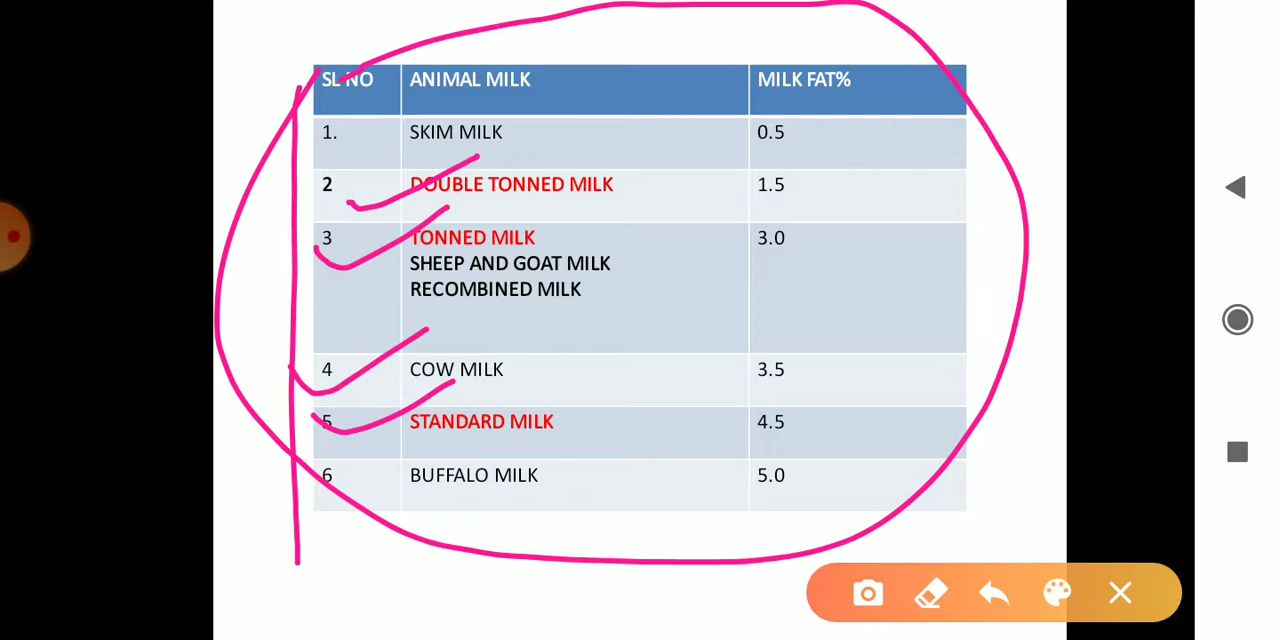 SL NO ANIMAL MILK MILK FAT%
1. SKIM MILK 0.5
2 DOUBLE TONNED MILK 1.5
3 TONNED MILK 3.0
SHEEP AND GOAT MILK
RECOMBINED MILK
4 COW MILK 3.5
5 STANDARD MILK 4.5
6 BUFFALO MILK 5.0